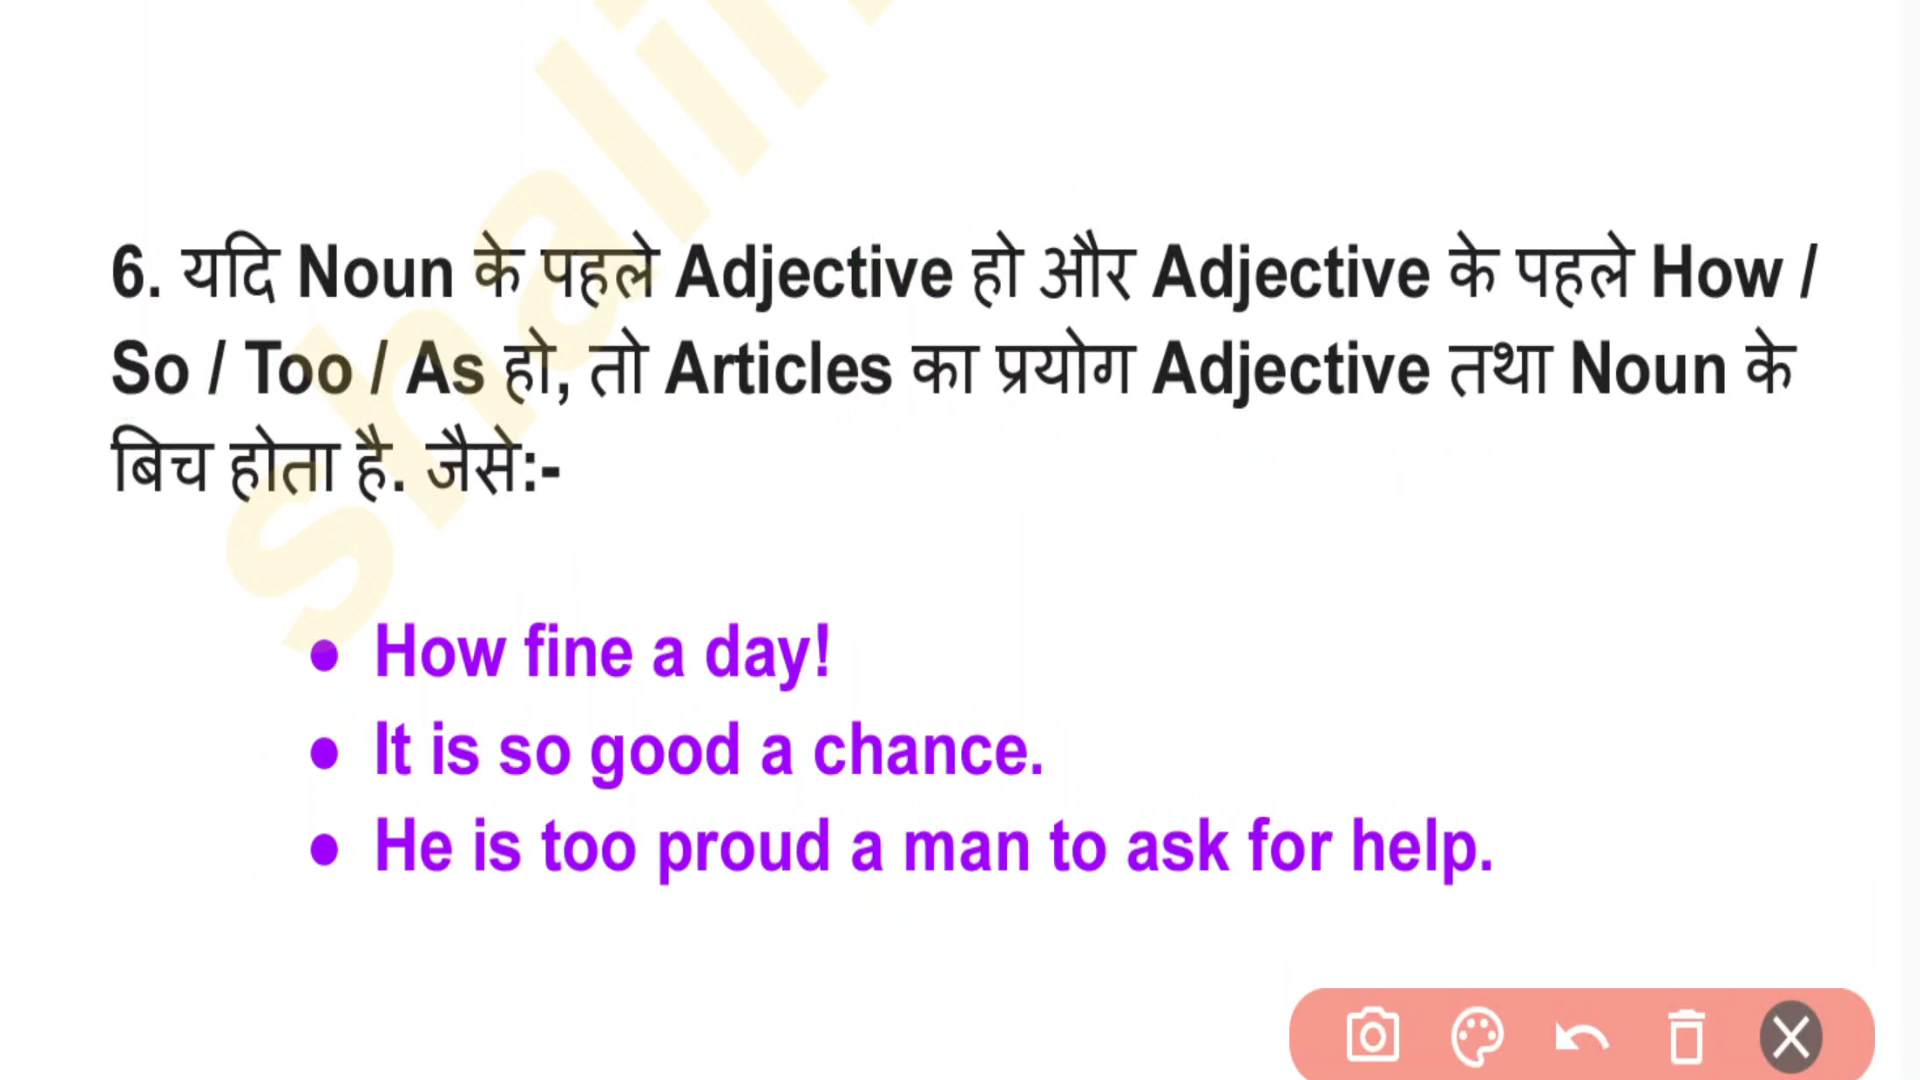 6. यदि Noun के पहले Adjective हो और Adjective के पहले How /
So / Too / As हो, तो Articles का प्रयोग Adjective तथा Noun के
बिच होता है. जैसे:-
● How fine a day!
● It is so good a chance.
● He is too proud a man to ask for help.